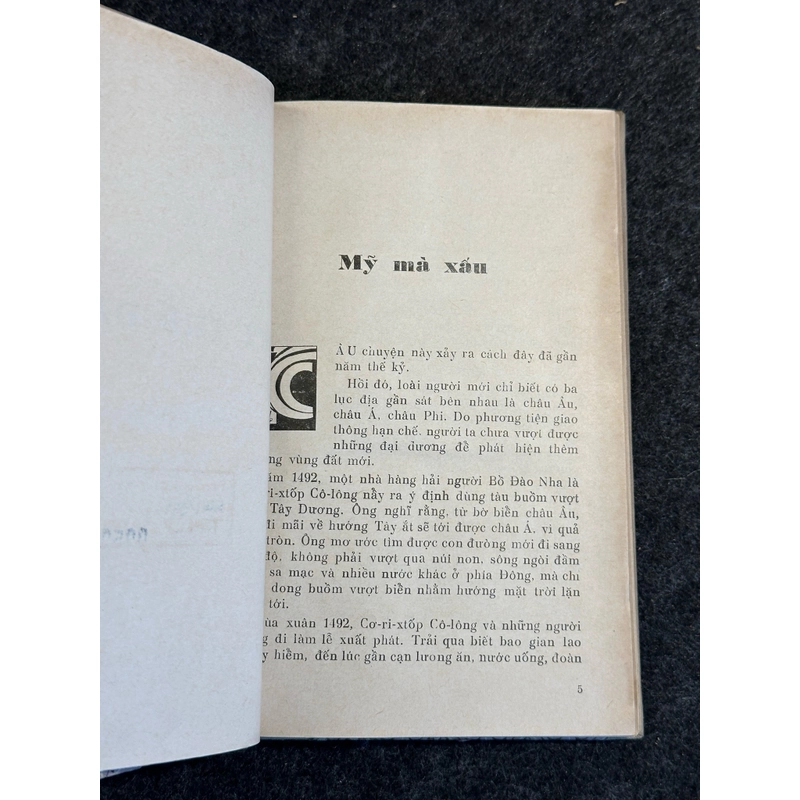 Mỹ mà xấu
CÂU chuyện này xảy ra cách đây đã gần
năm thế kỷ.
Hồi đó, loài người mới chỉ biết có ba
lục địa gần sát bên nhau là châu Âu,
châu Á, châu Phi. Do phương tiện giao
thông hạn chế, người ta chưa vượt được
những đại dương để phát hiện thêm
ng vùng đất mới.
ăm 1492, một nhà hàng hải người Bồ Đào Nha là
ri-xtốp Cô-lông nẩy ra ý định dùng tàu buồm vượt
Tây Dương. Ông nghĩ rằng, từ bờ biển châu Âu,
đi mãi về hướng Tây ắt sẽ tới được châu Á, vì quả
tròn. Ông mơ ước tìm được con đường mới đi sang
độ, không phải vượt qua núi non, sông ngòi đầm
sa mạc và nhiều nước khác ở phía Đông, mà chỉ
dong buồm vượt biển nhằm hướng mặt trời lặn
tới.
ùa xuân 1492, Cơ-ri-xtốp Cô-lông và những người
g đi làm lễ xuất phát. Trải qua biết bao gian lao
y hiểm, đến lúc gần cạn lương ăn, nước uống, đoàn
5